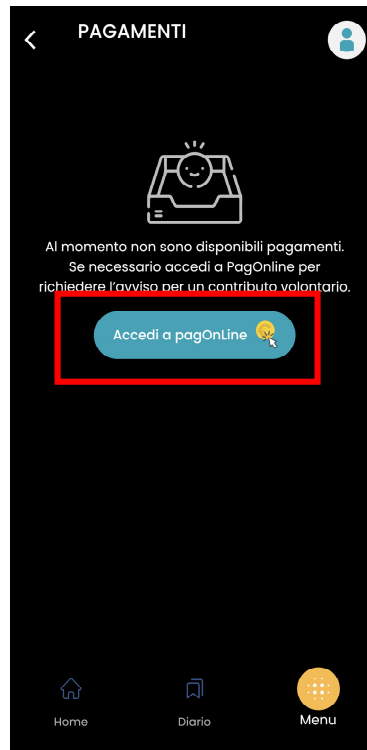 PAGAMENTI
Al momento non sono disponibili pagamenti.
Se necessario accedi a PagOnline per
richiedere l'avviso per un contributo volontario.
Accedi a pagOnLine
Home
Diario
Menu